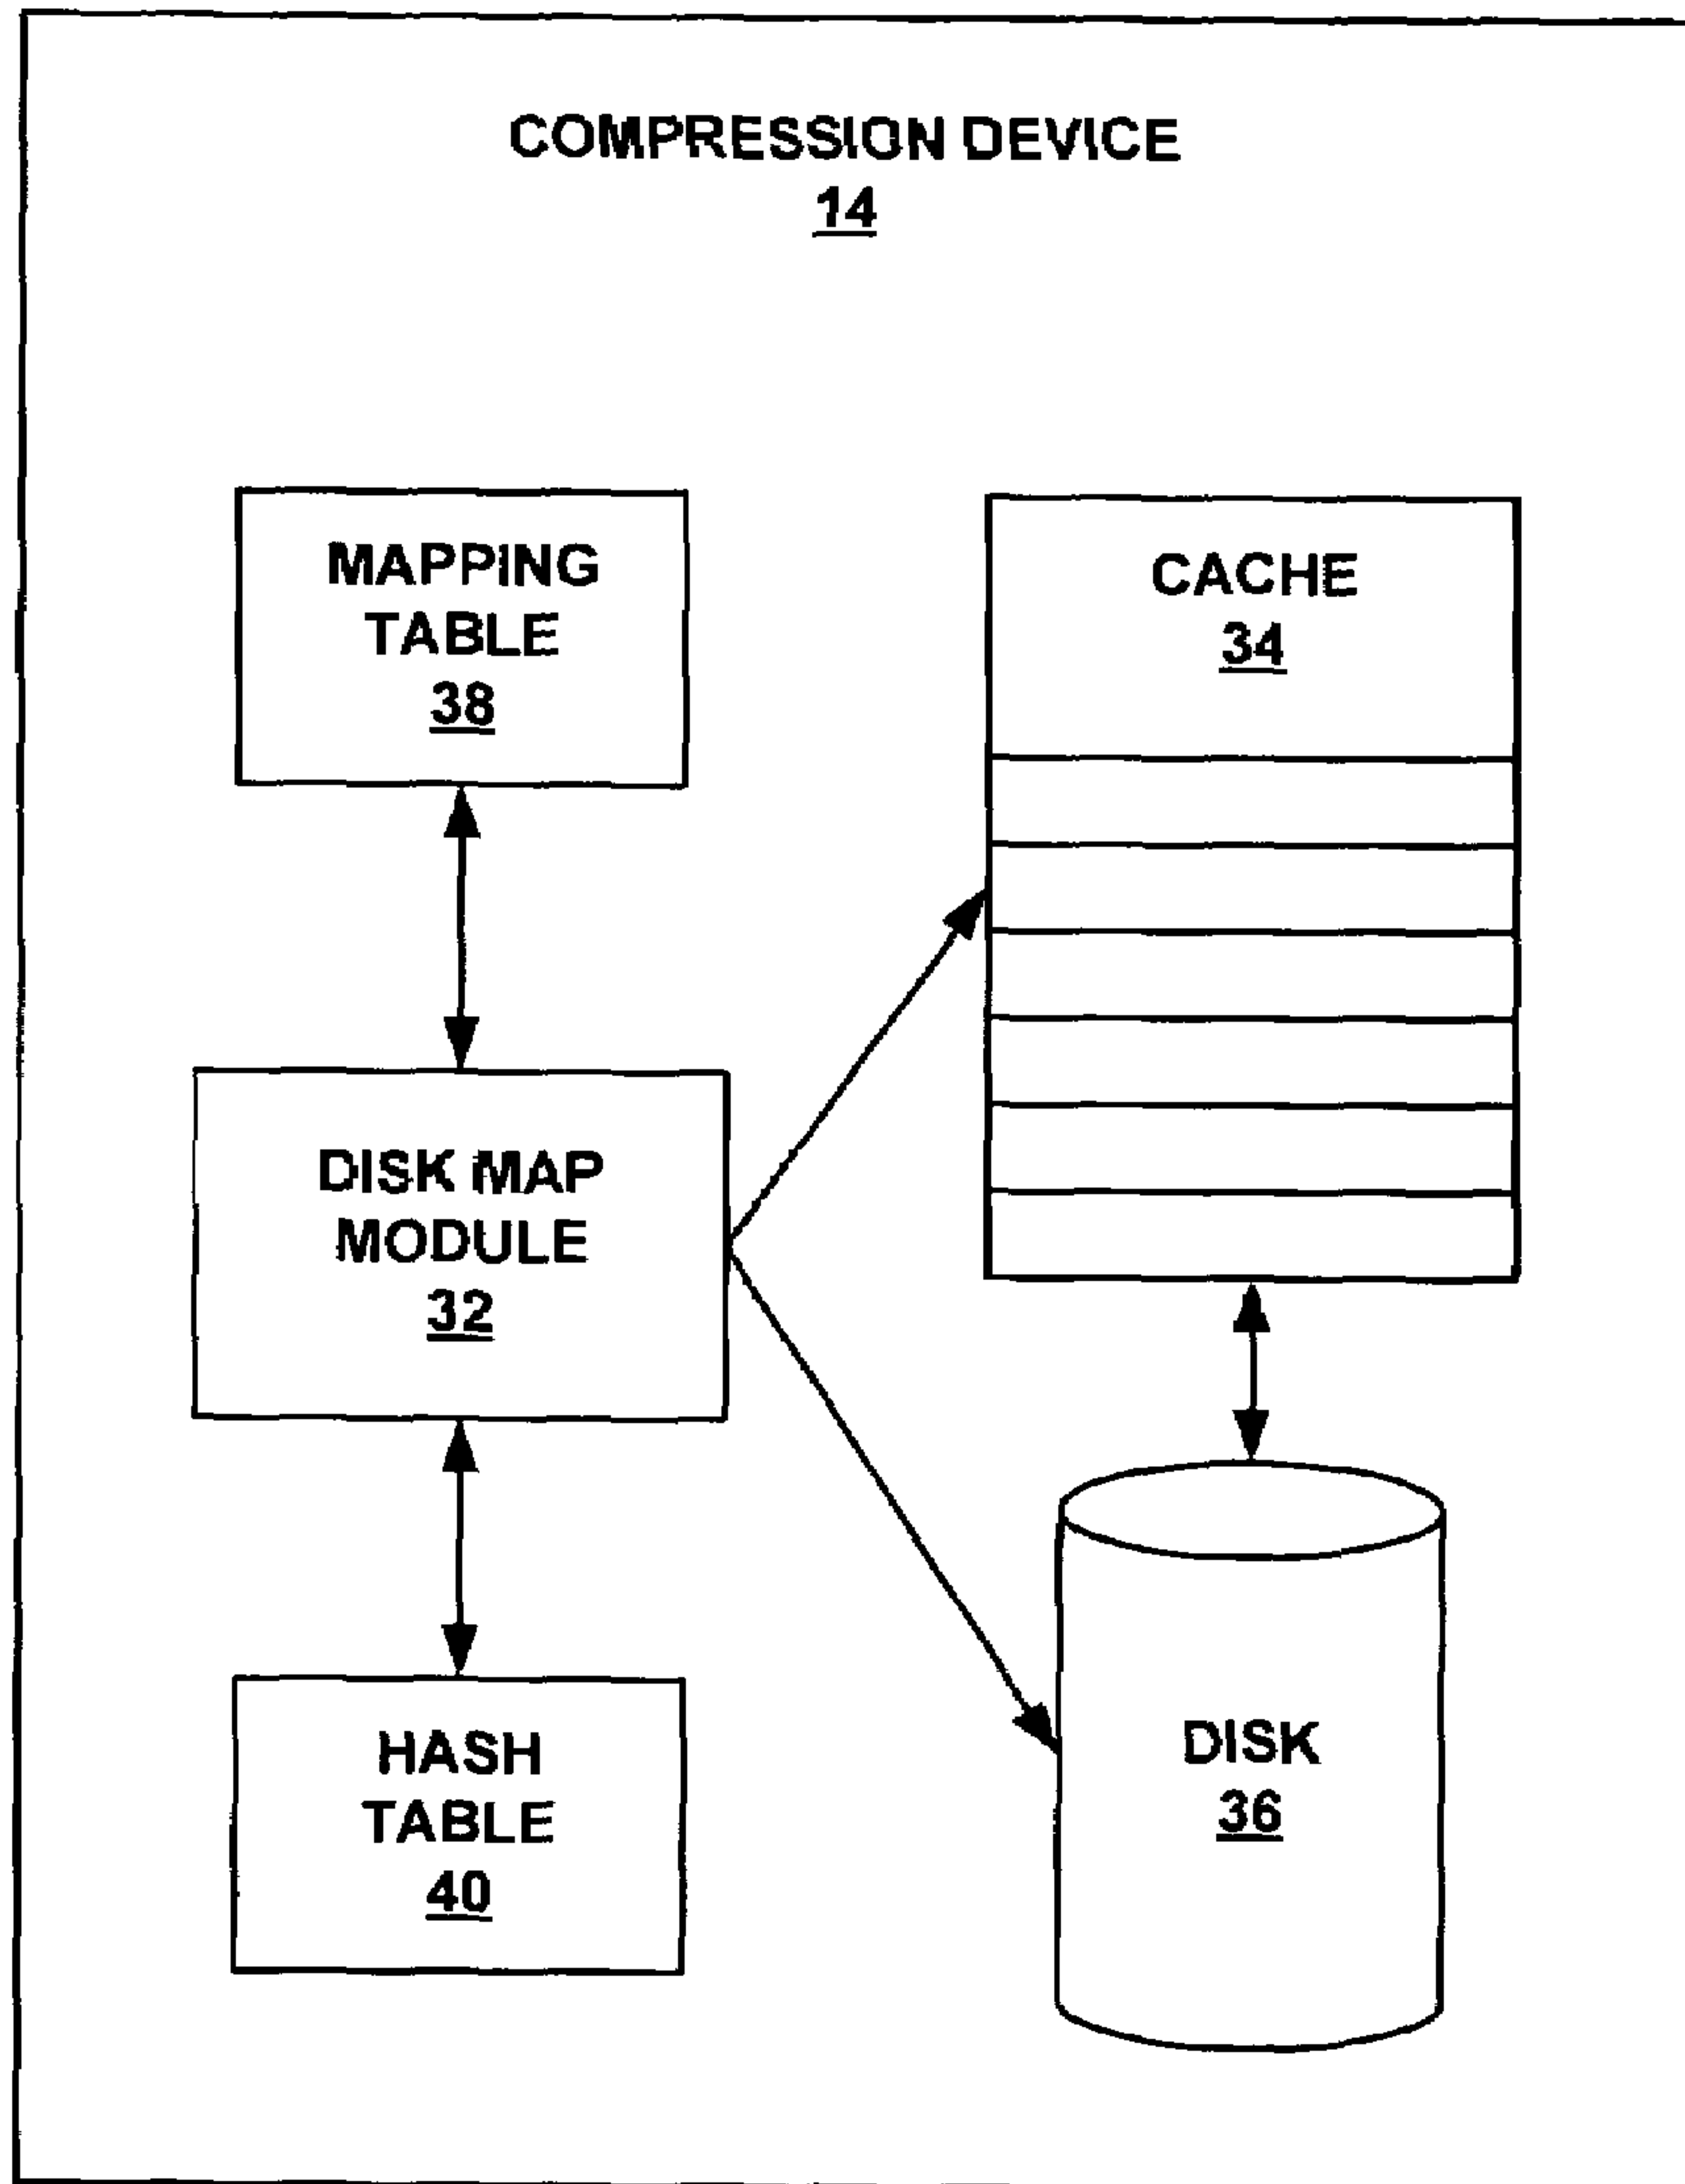 COMPRESSION DEVICE
14
MAPPING
TABLE
38
CACHE
34
DISK MAP
MODULE
32
HASH
TABLE
40
DISK
36